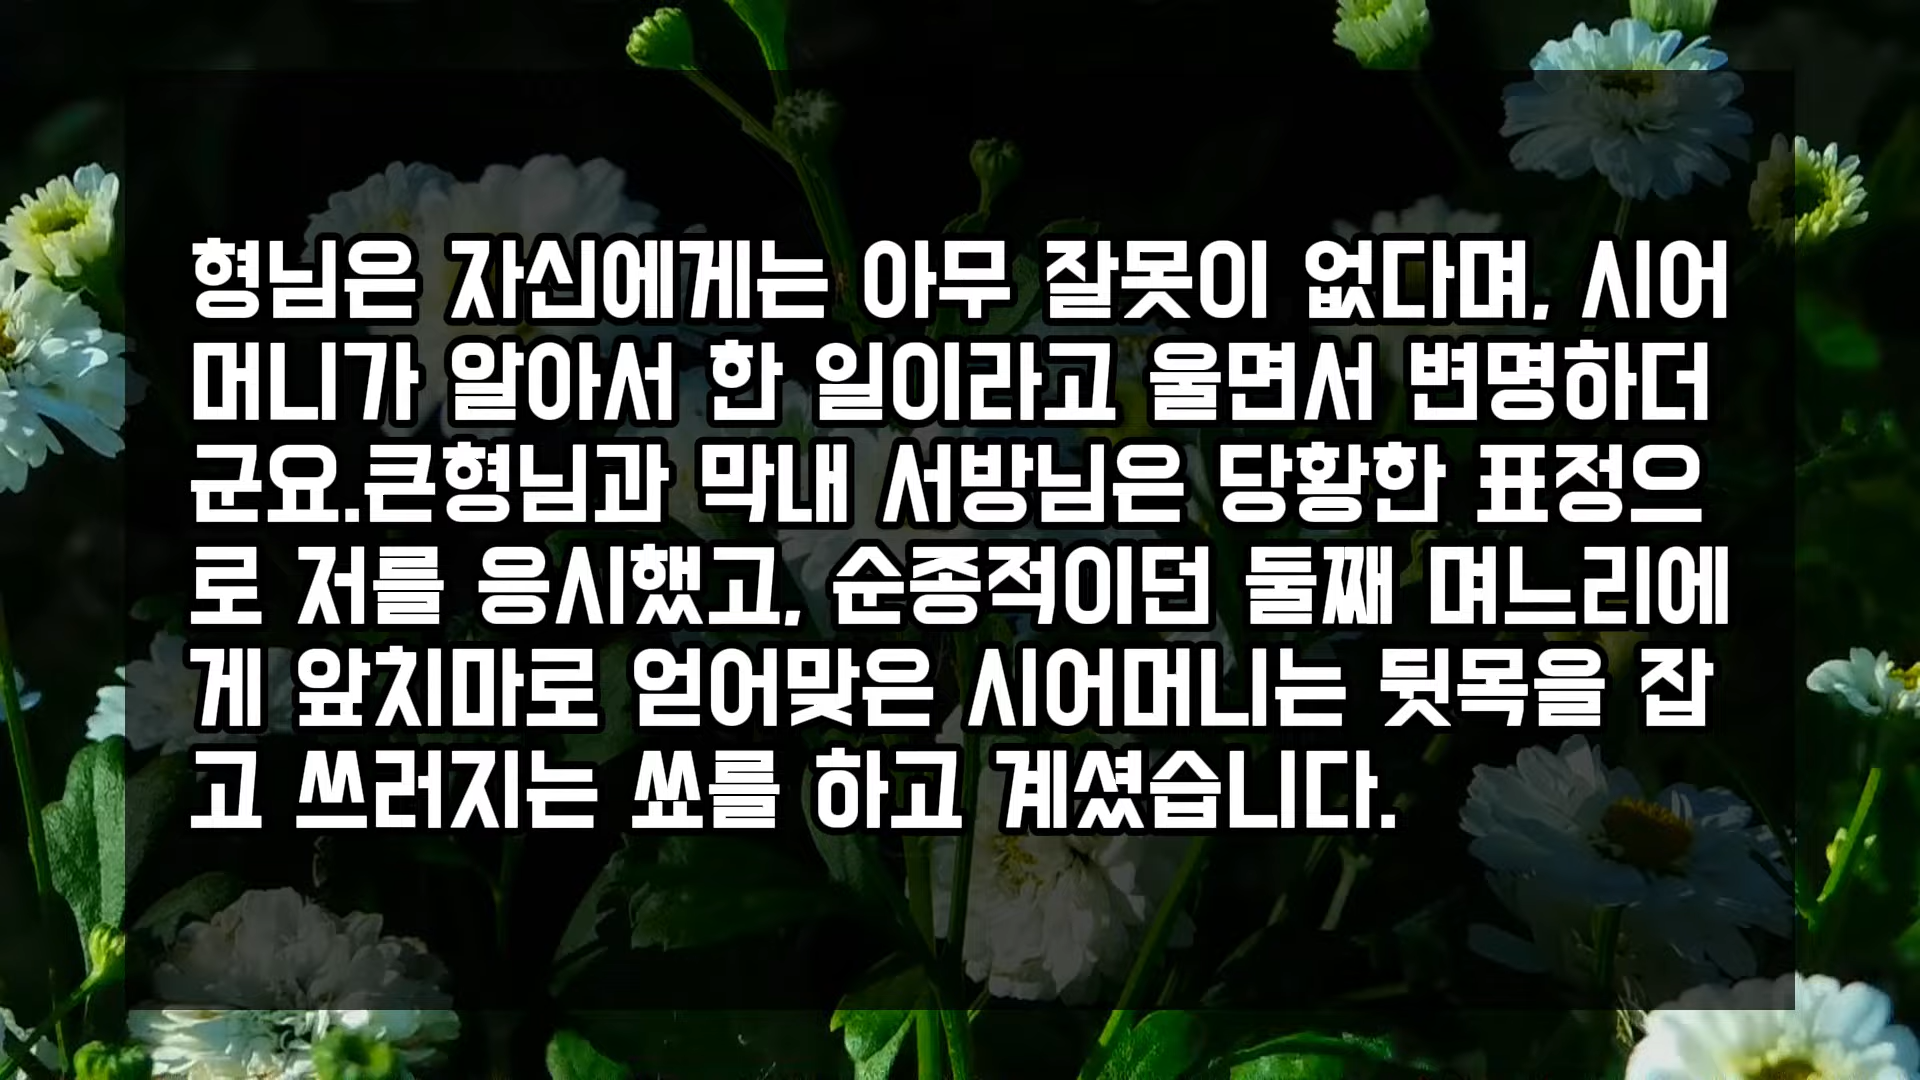 형님은 자신에게는 아무 잘못이 없다며, 시어
머니가 알아서 한 일이라고 울면서 변명하더
군요.큰형님과 막내 서방님은 당황한 표정으
로 저를 응시했고, 순종적이던 둘째 며느리에
게 앞치마로 얻어맞은 시어머니는 뒷목을 잡
고 쓰러지는 쑈를 하고 계셨습니다.